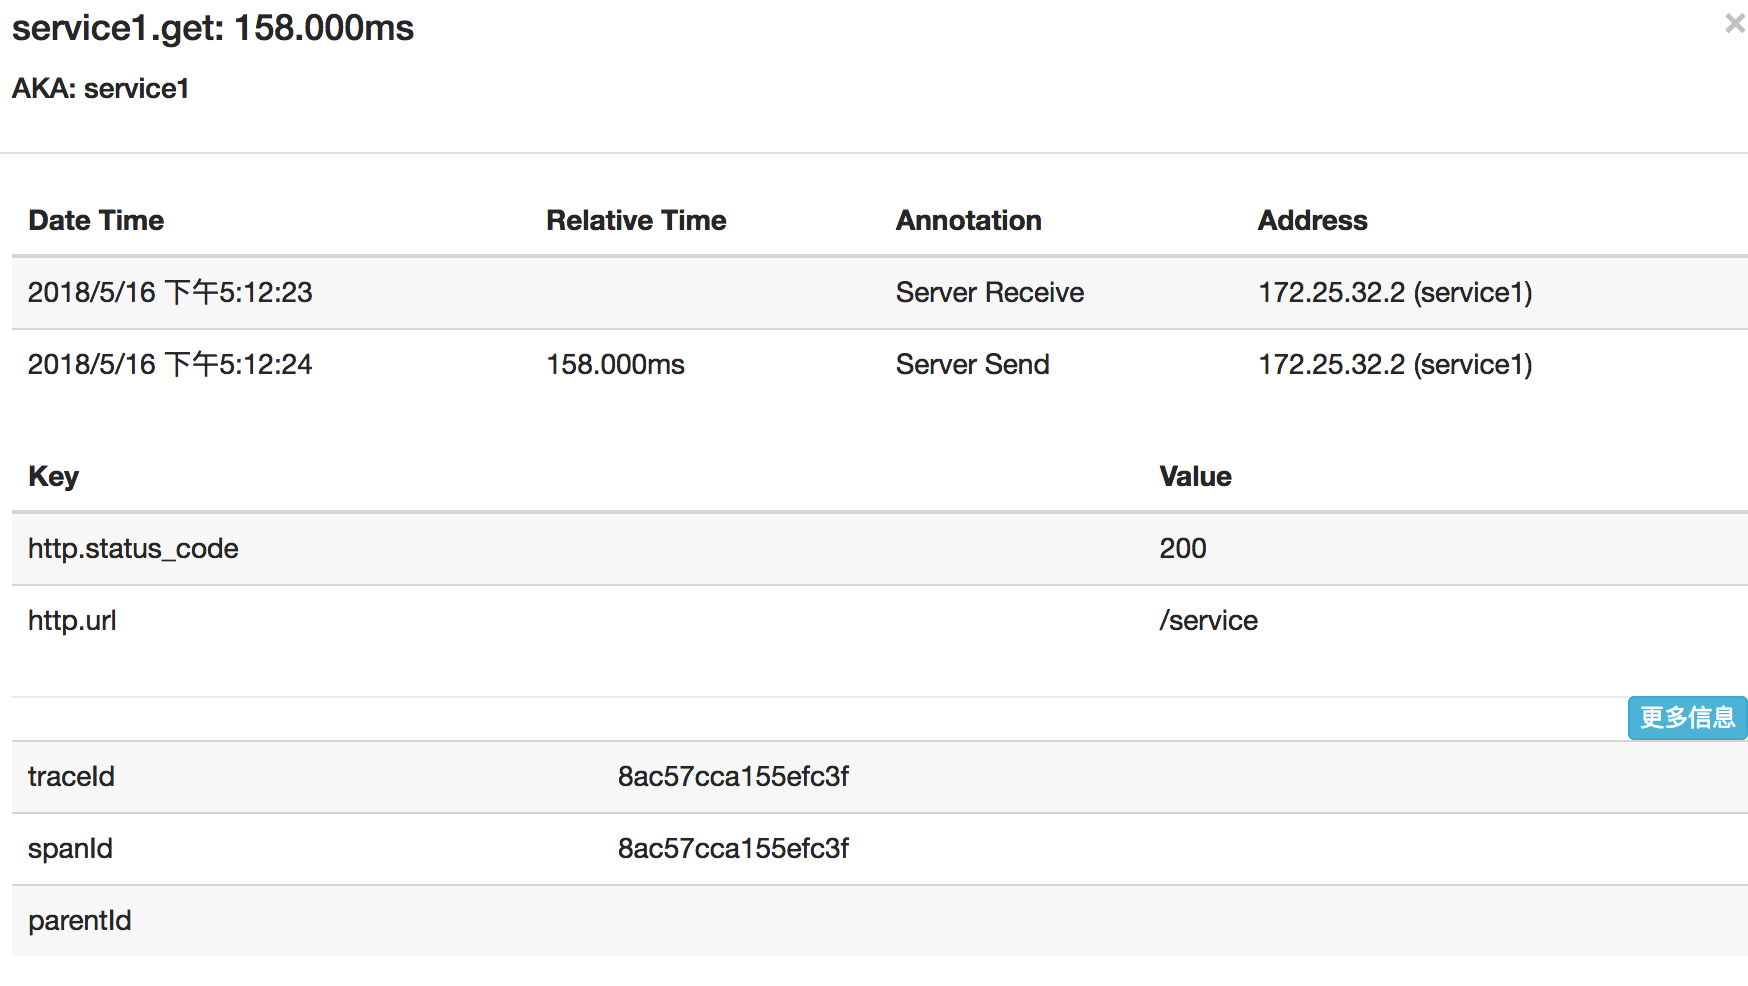 service1.get: 158.000ms
×
AKA: service1
Date Time Relative Time Annotation Address
2018/5/16 下午5:12:23 Server Receive 172.25.32.2 (service1)
2018/5/16 下午5:12:24 158.000ms Server Send 172.25.32.2 (service1)
Key Value
http.status_code 200
http.url /service
更多信息
traceId 8ac57cca155efc3f
spanId 8ac57cca155efc3f
parentId